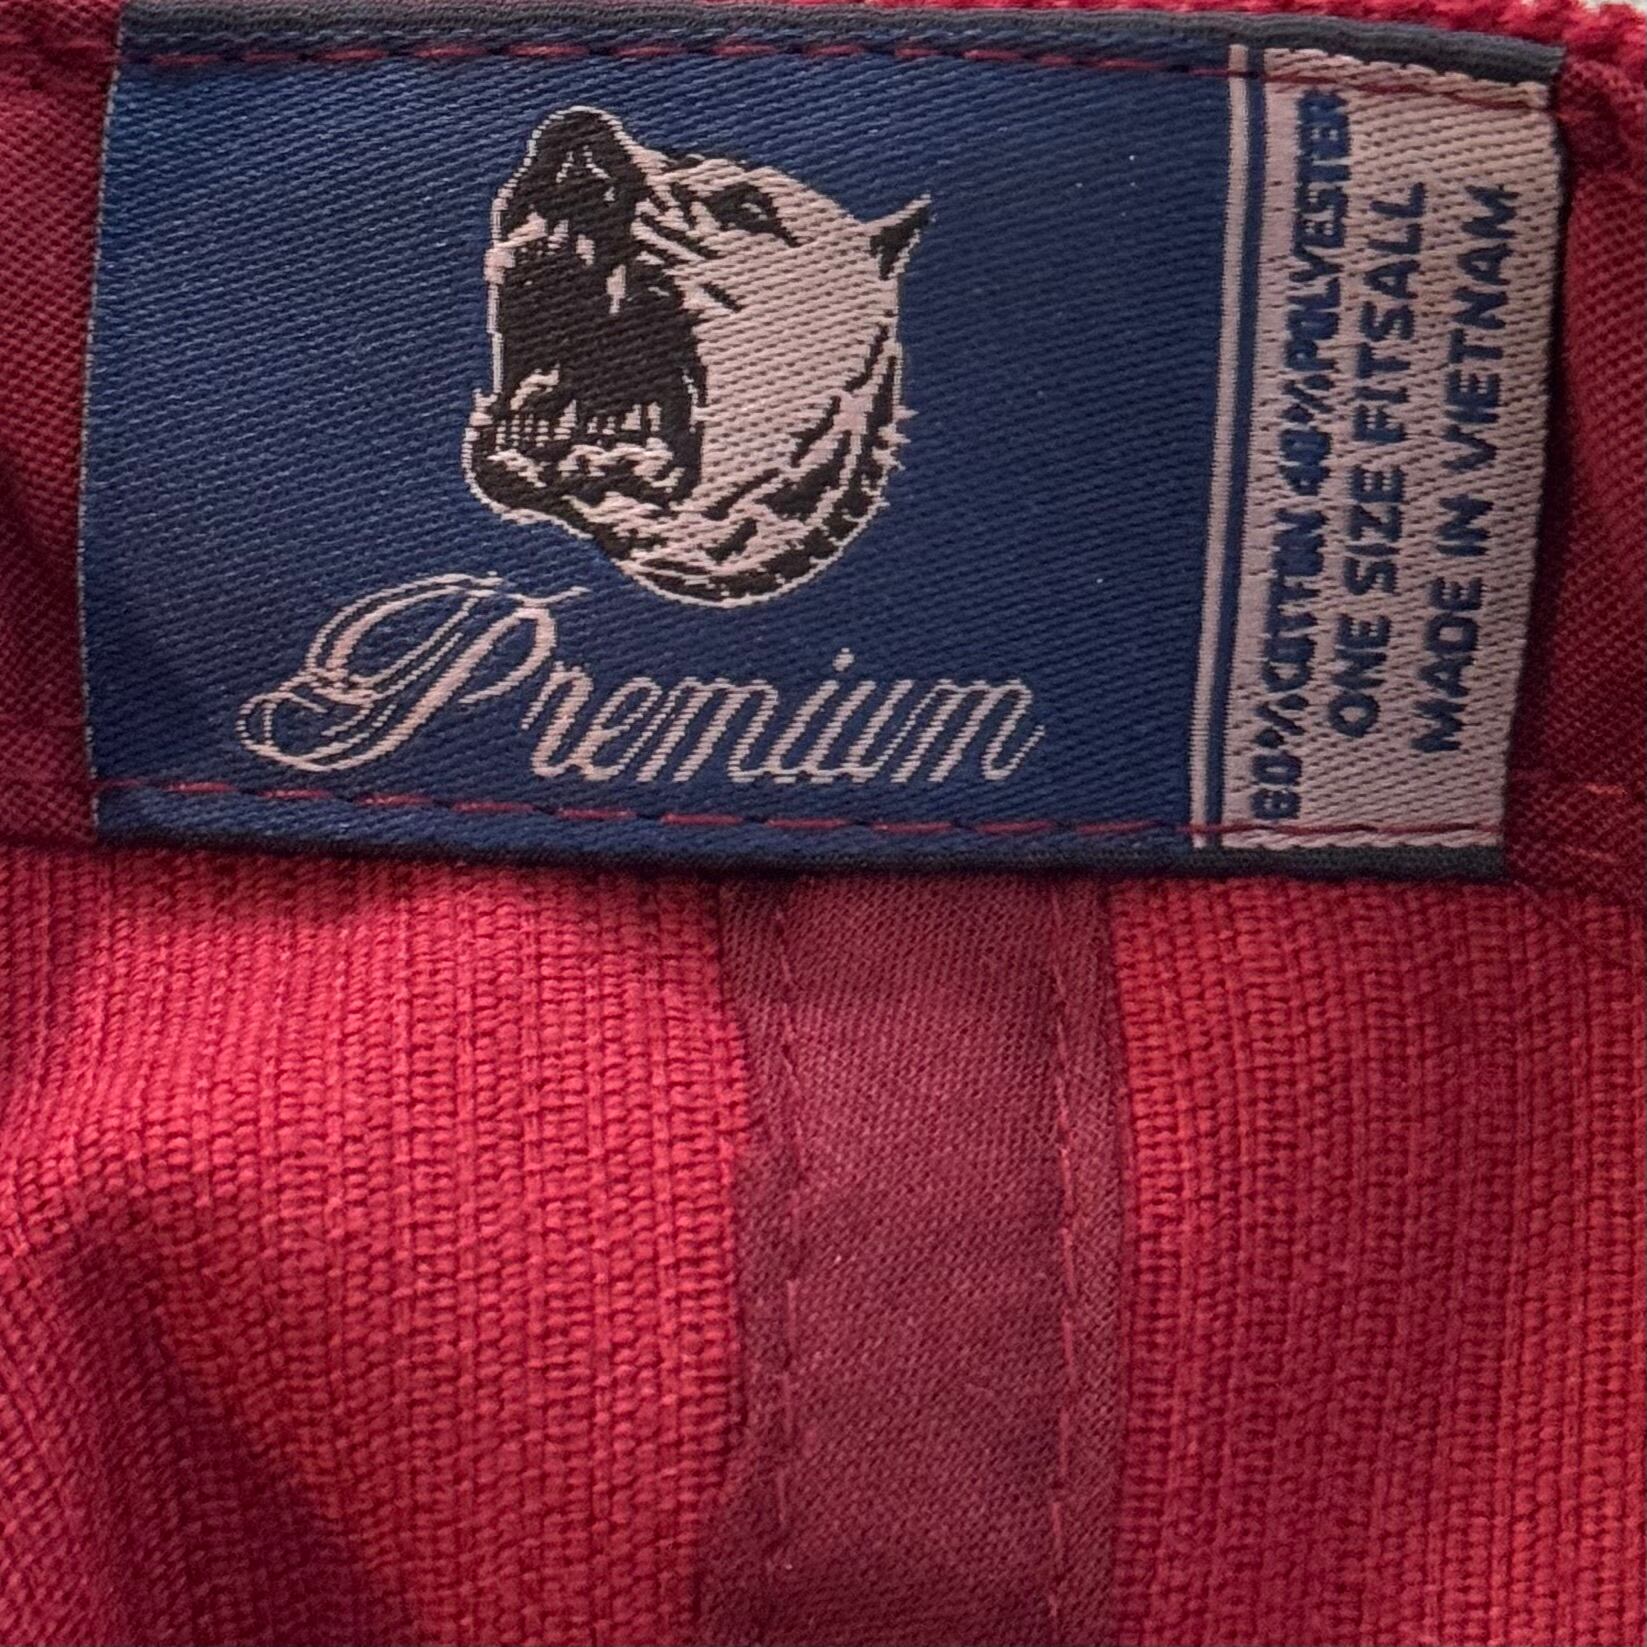 Premium
60% COTTON 40% POLYESTER
ONE SIZE FITSALL
MADE IN VIETNAM